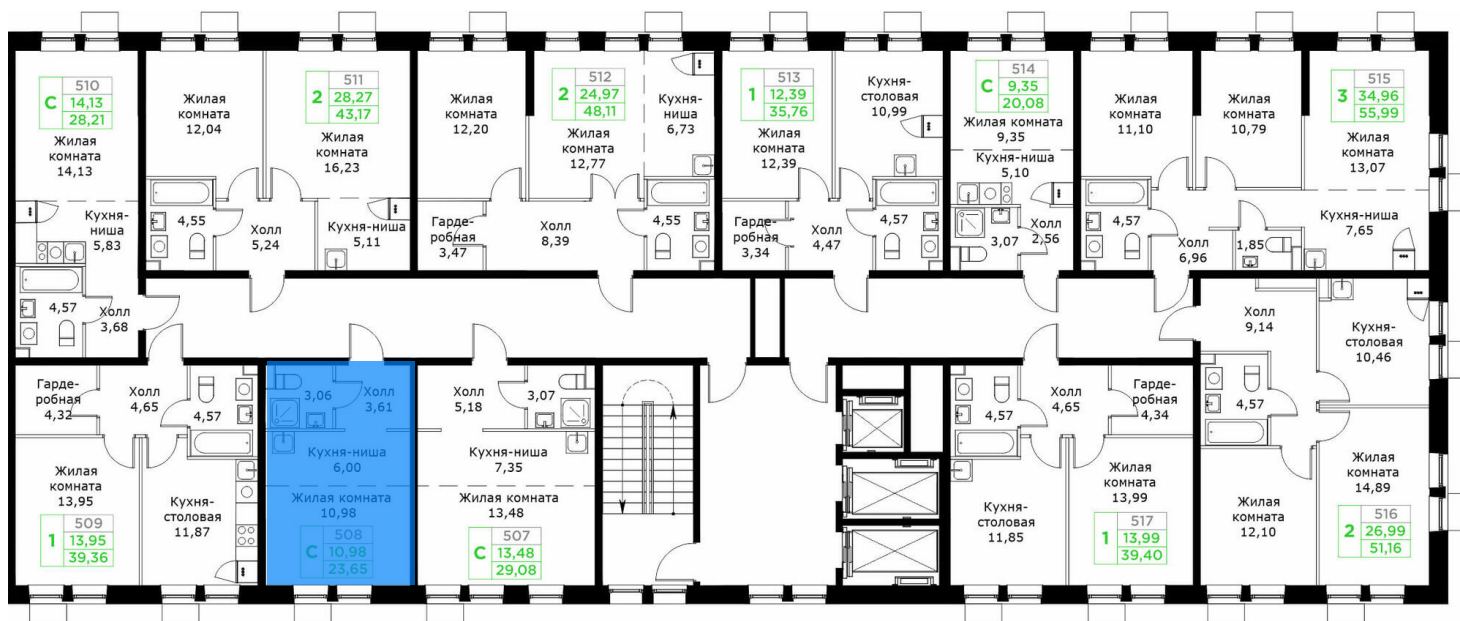 510
С 14,13
28,21
Жилая
комната
14,13
Кухня-
ниша
5,83
4,57
Холл
3,68
Жилая
комната
12,04
511
2 28,27
43,17
Жилая
комната
16,23
4,55
Холл
5,24
Кухня-ниша
5,11
Жилая
комната
12,20
512
2 24,97
48,11
Жилая
комната
12,77
Кухня-
ниша
6,73
Гарде-
робная
3,47
Холл
8,39
4,55
513
1 12,39
35,76
Жилая
комната
12,39
Кухня-
столовая
10,99
Гарде-
робная
3,34
Холл
4,47
4,57
514
С 9,35
20,08
Жилая комната
9,35
Кухня-ниша
5,10
3,07
Холл
2,56
Жилая
комната
11,10
Жилая
комната
10,79
515
3 34,96
55,99
Жилая
комната
13,07
Кухня-ниша
7,65
4,57
Холл
6,96
1,85
Гарде-
робная
4,32
Холл
4,65
4,57
Жилая
комната
13,95
509
1 13,95
39,36
Кухня-
столовая
11,87
3,06
Холл
3,61
Кухня-ниша
6,00
Жилая комната
10,98
508
С 10,98
23,65
Холл
5,18
3,07
Кухня-ниша
7,35
Жилая комната
13,48
507
С 13,48
29,08
4,57
Холл
4,65
Гарде-
робная
4,34
Кухня-
столовая
11,85
Жилая
комната
13,99
517
1 13,99
39,40
Холл
9,14
Кухня-
столовая
10,46
4,57
Жилая
комната
12,10
Жилая
комната
14,89
516
2 26,99
51,16